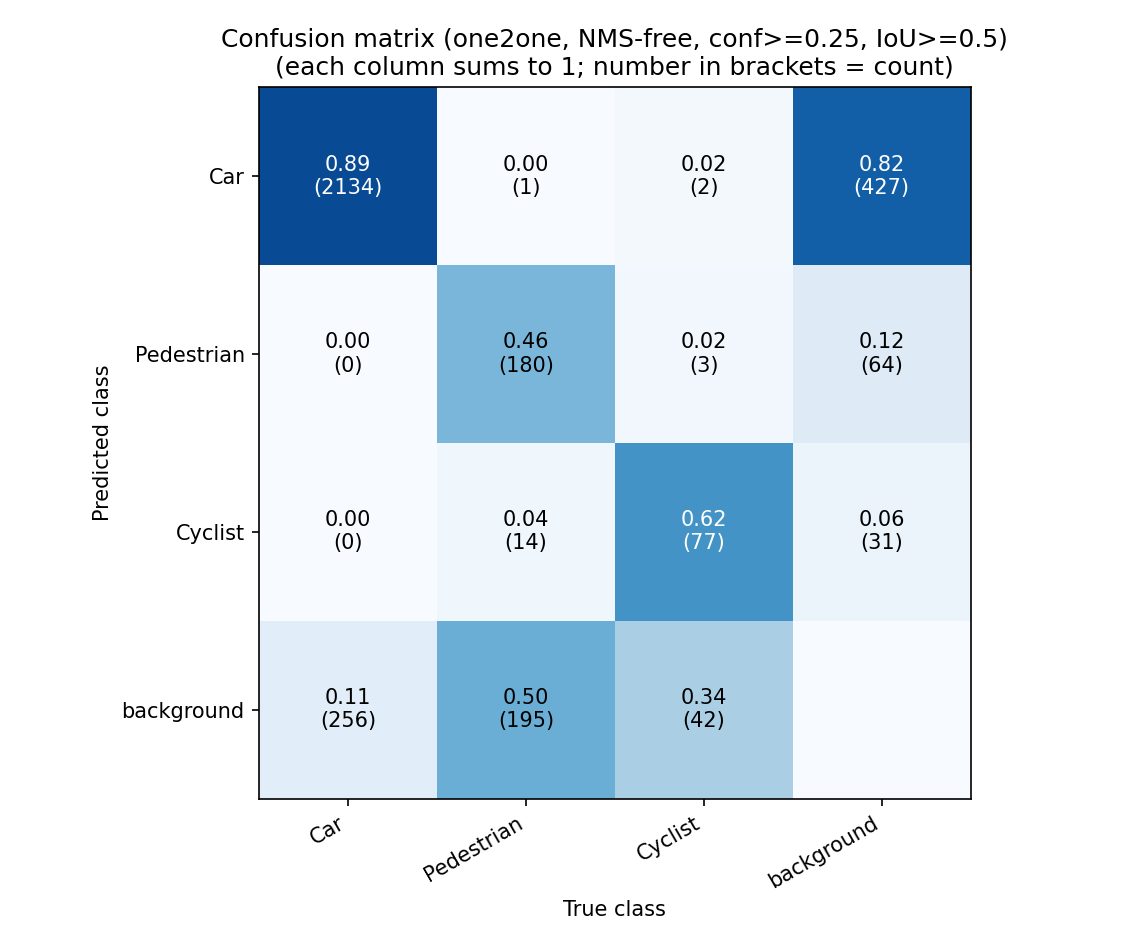 Confusion matrix (one2one, NMS-free, conf>=0.25, IoU>=0.5)
(each column sums to 1; number in brackets = count)
Predicted class
Car
0.89
(2134)
0.00
(1)
0.02
(2)
0.82
(427)
Pedestrian
0.00
(0)
0.46
(180)
0.02
(3)
0.12
(64)
Cyclist
0.00
(0)
0.04
(14)
0.62
(77)
0.06
(31)
background
0.11
(256)
0.50
(195)
0.34
(42)
Car
Pedestrian
Cyclist
background
True class